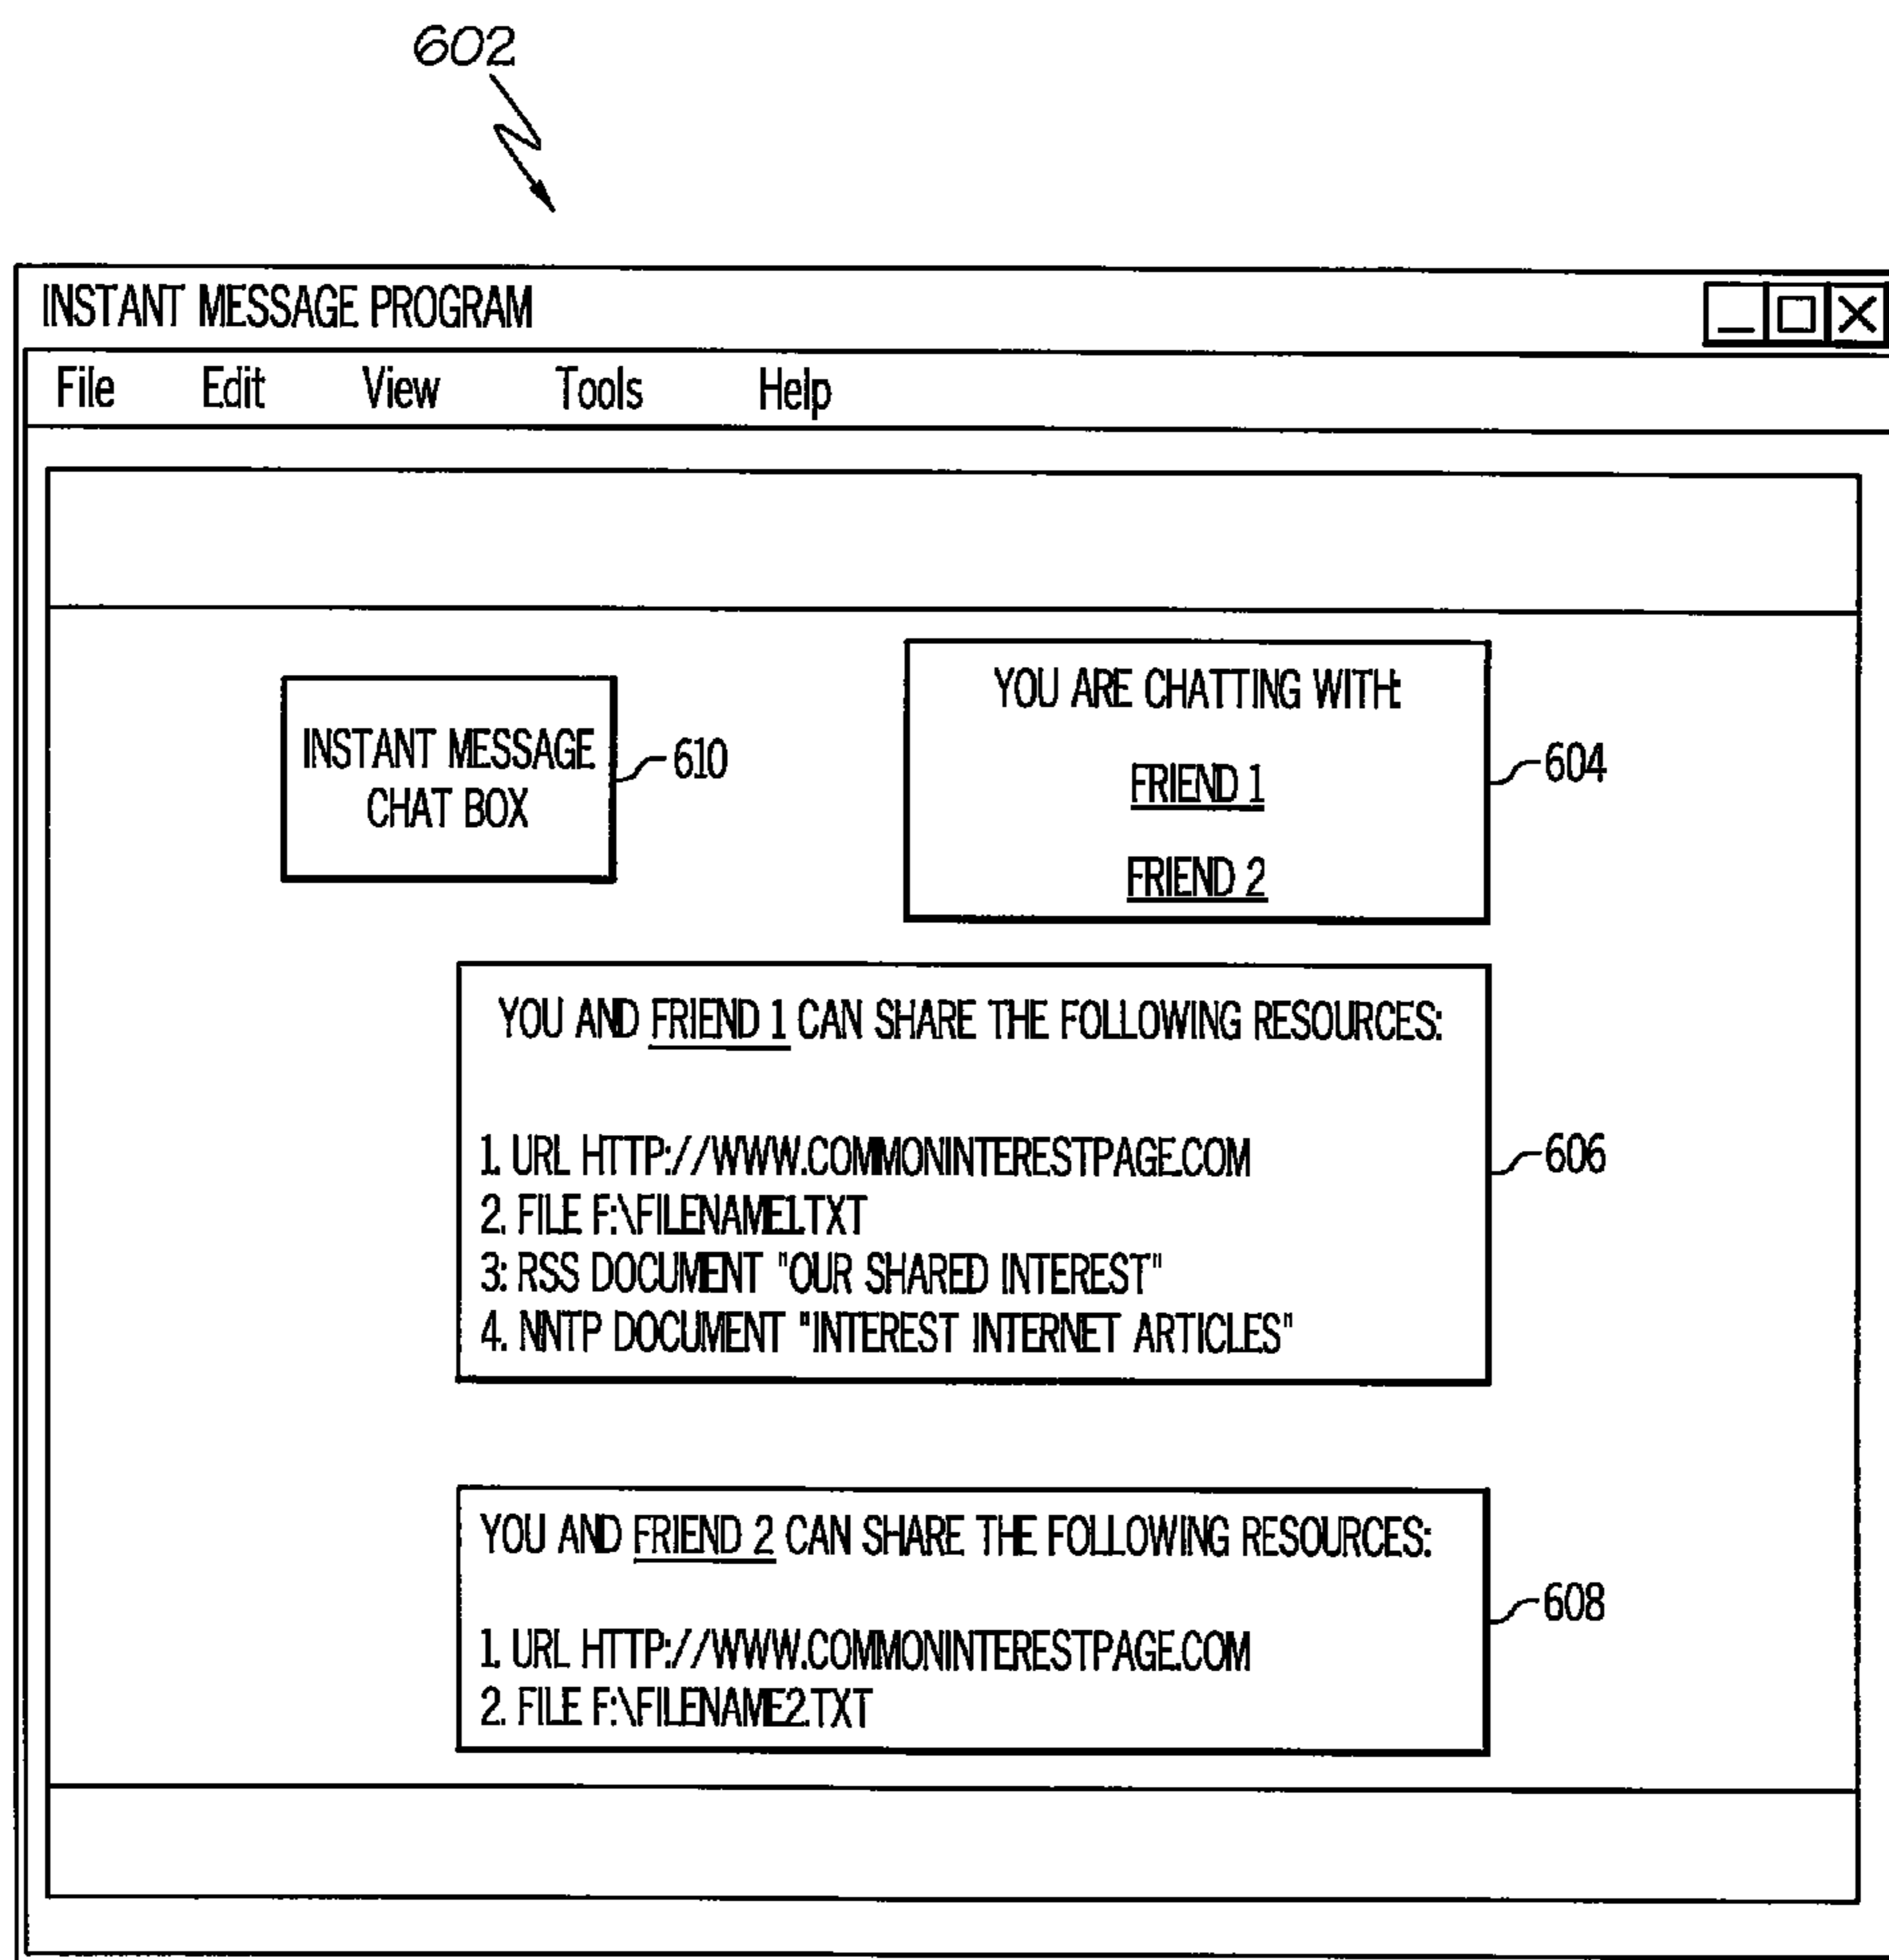 602
INSTANT MESSAGE PROGRAM
File Edit View Tools Help
INSTANT MESSAGE
CHAT BOX
610
YOU ARE CHATTING WITH:
FRIEND 1
FRIEND 2
604
YOU AND FRIEND 1 CAN SHARE THE FOLLOWING RESOURCES:
1. URL HTTP://WWW.COMMONINTERESTPAGE.COM
2. FILE F:\FILENAME1.TXT
3: RSS DOCUMENT "OUR SHARED INTEREST"
4. NNTP DOCUMENT "INTEREST INTERNET ARTICLES"
606
YOU AND FRIEND 2 CAN SHARE THE FOLLOWING RESOURCES:
1. URL HTTP://WWW.COMMONINTERESTPAGE.COM
2. FILE F:\FILENAME2.TXT
608